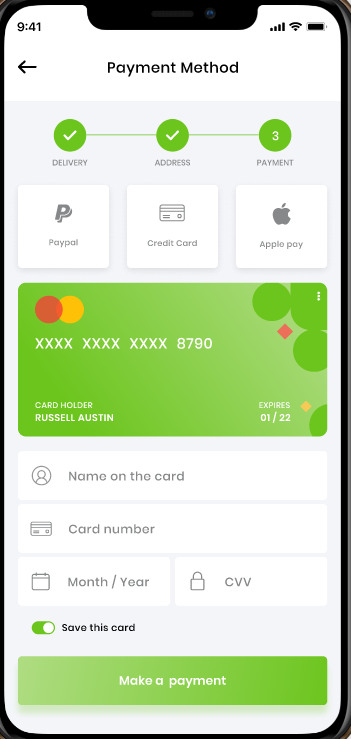 9:41
Payment Method
3
DELIVERY ADDRESS PAYMENT
Paypal Credit Card Apple pay
XXXX XXXX XXXX 8790
CARD HOLDER EXPIRES
RUSSELL AUSTIN 01 / 22
Name on the card
Card number
Month / Year CVV
Save this card
Make a payment